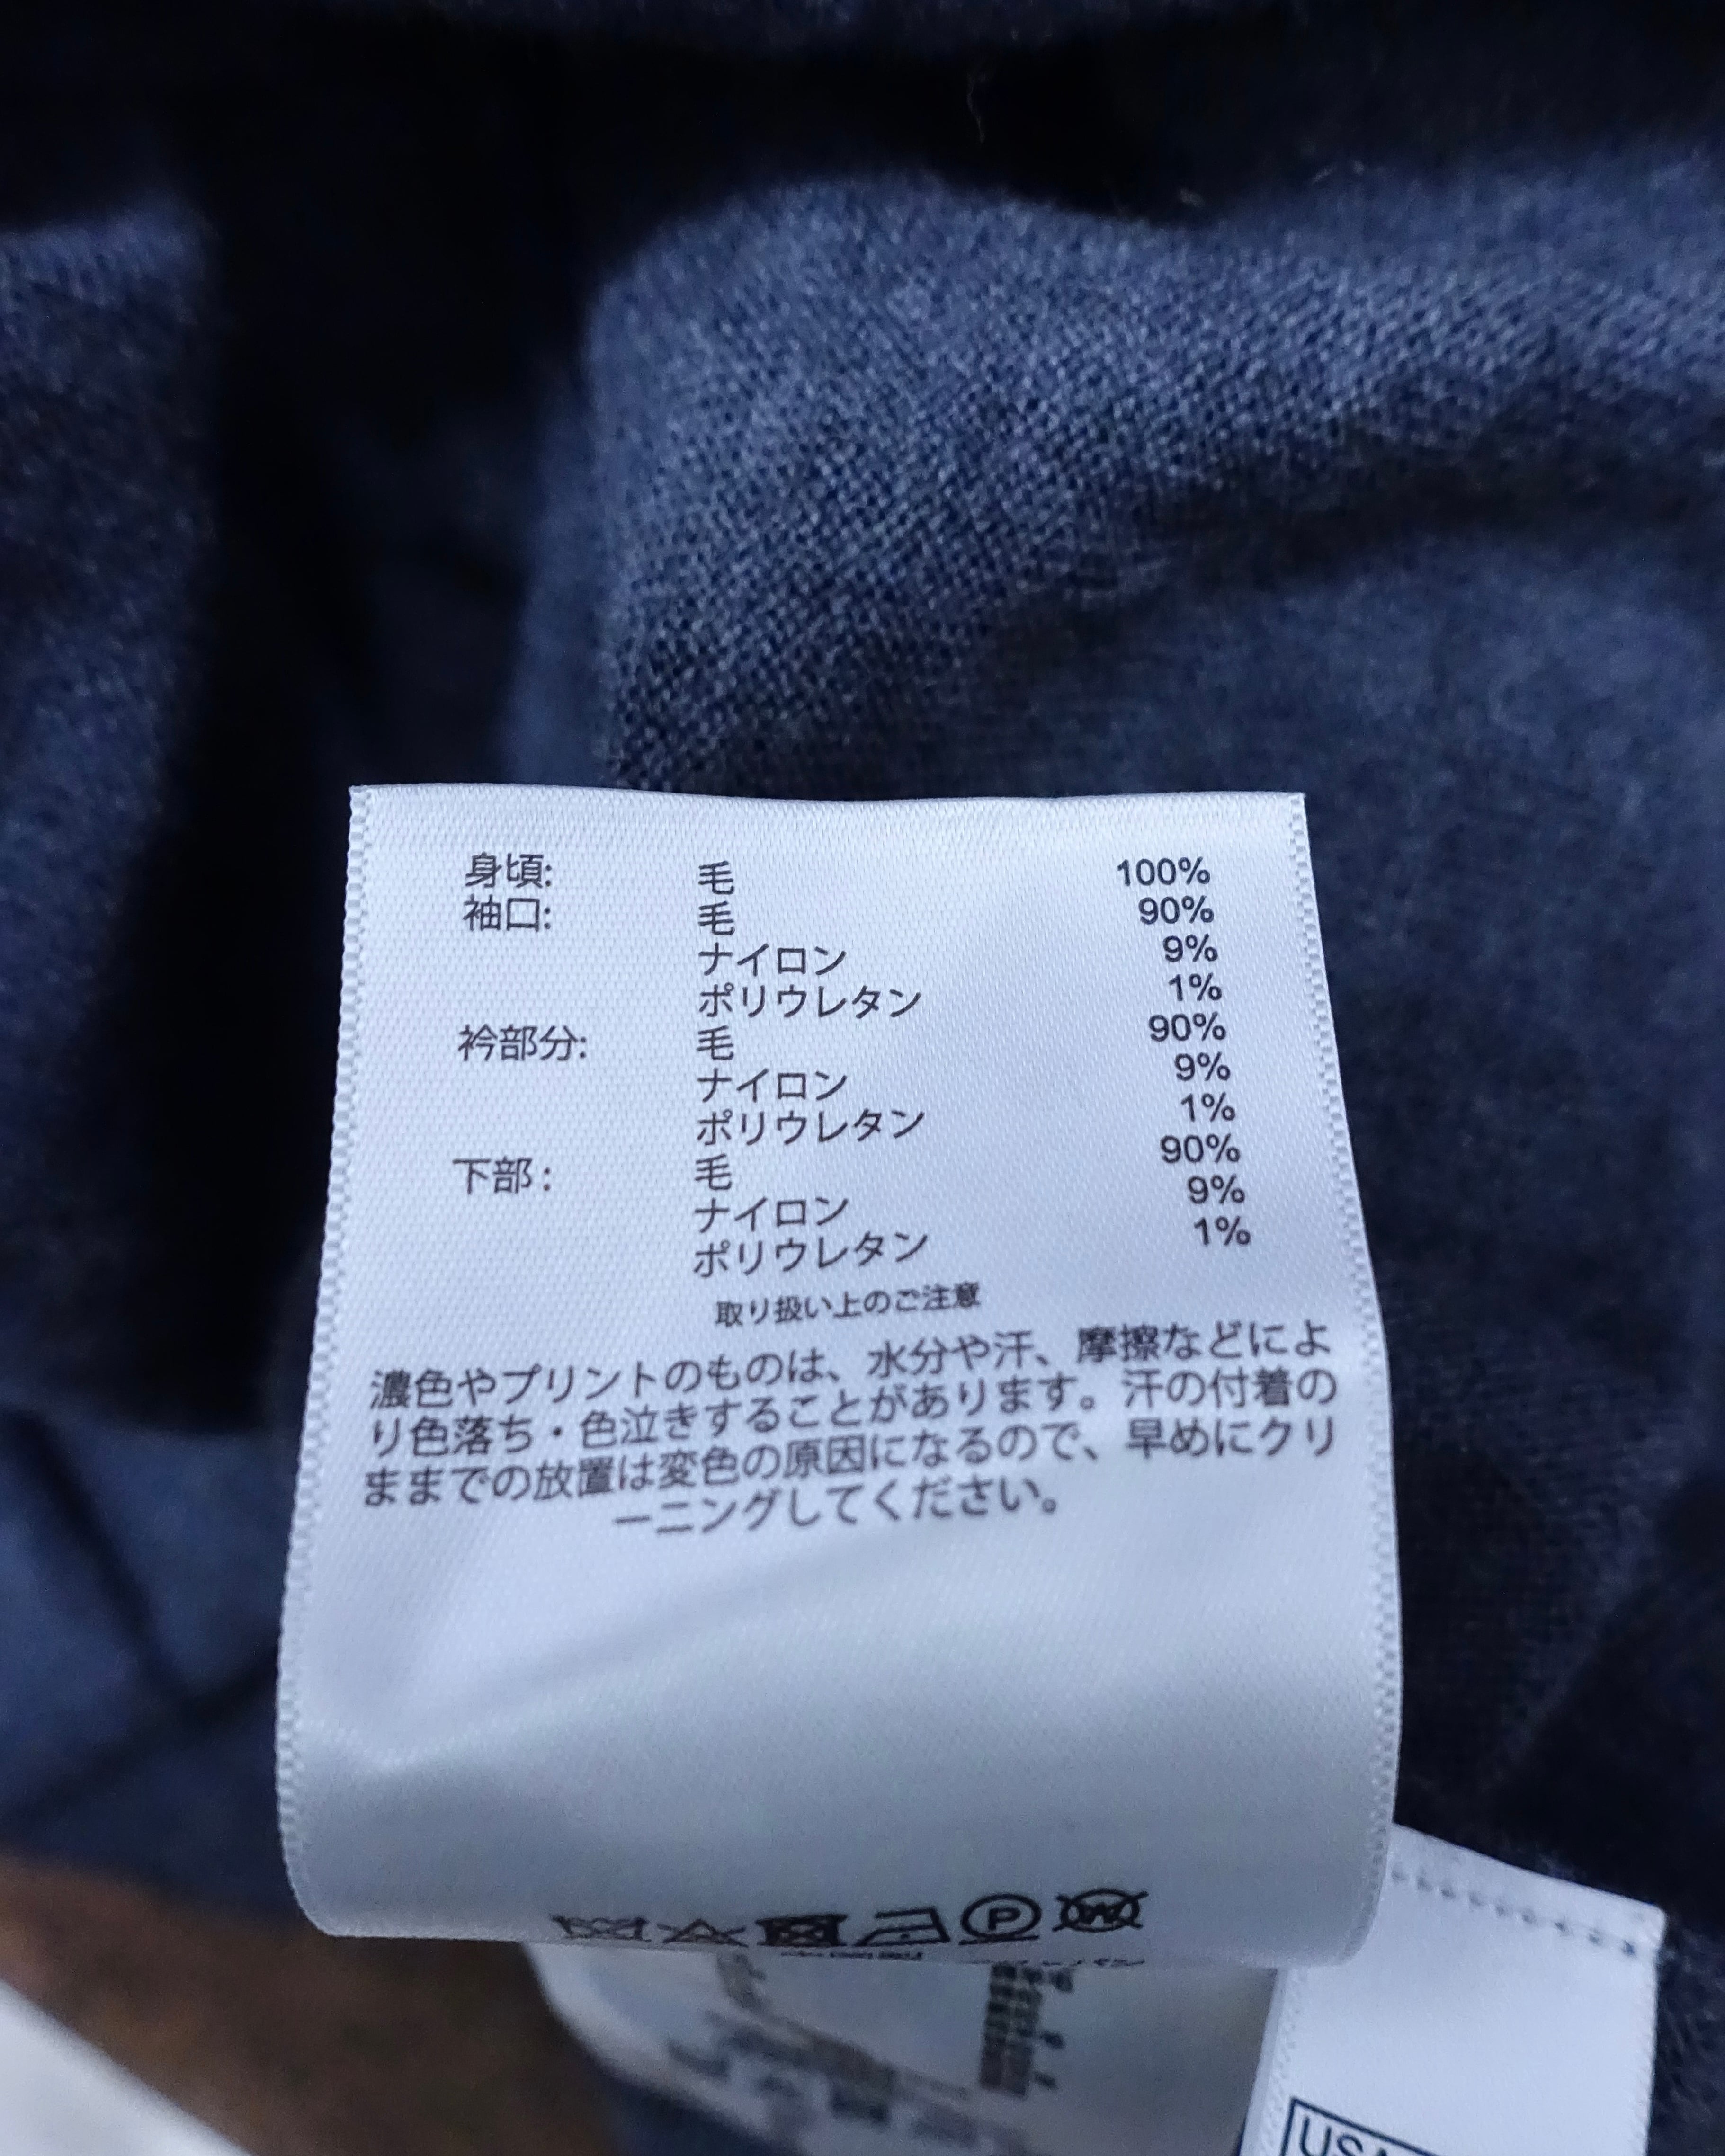 身頃: 毛 100%
袖口: 毛 90%
ナイロン 9%
ポリウレタン 1%
衿部分: 毛 90%
ナイロン 9%
ポリウレタン 1%
下部: 毛 90%
ナイロン 9%
ポリウレタン 1%
取り扱い上のご注意
濃色やプリントのものは、水分や汗、摩擦などによ
り色落ち・色泣きすることがあります。汗の付着の
ままでの放置は変色の原因になるので、早めにクリ
ーニングしてください。
P W